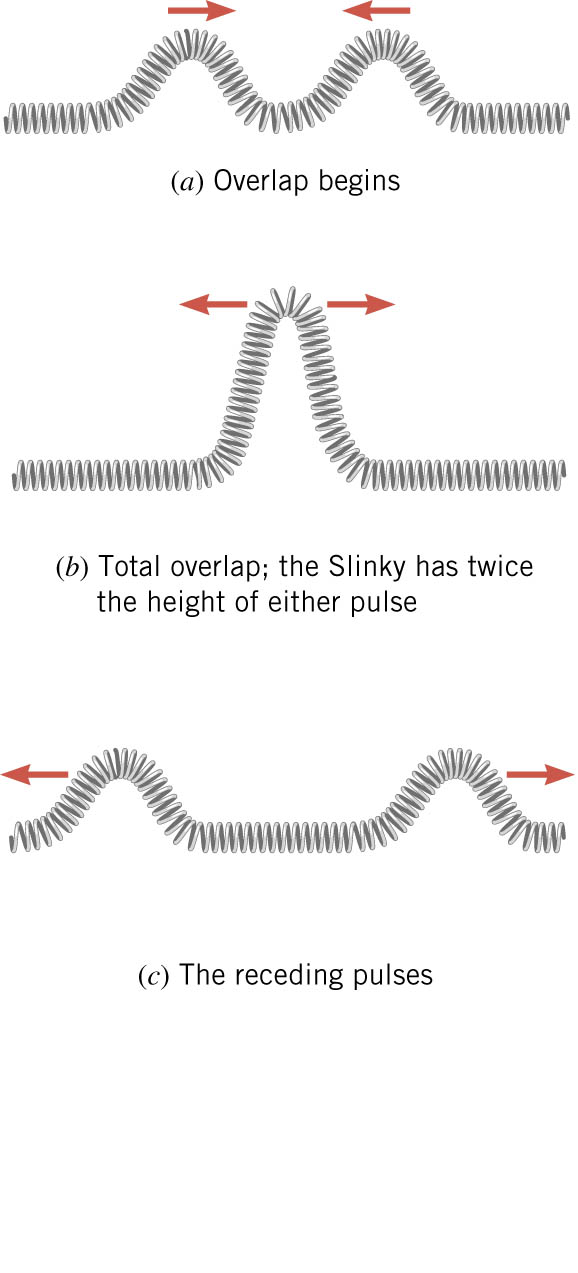 (a) Overlap begins
(b) Total overlap; the Slinky has twice
the height of either pulse
(c) The receding pulses